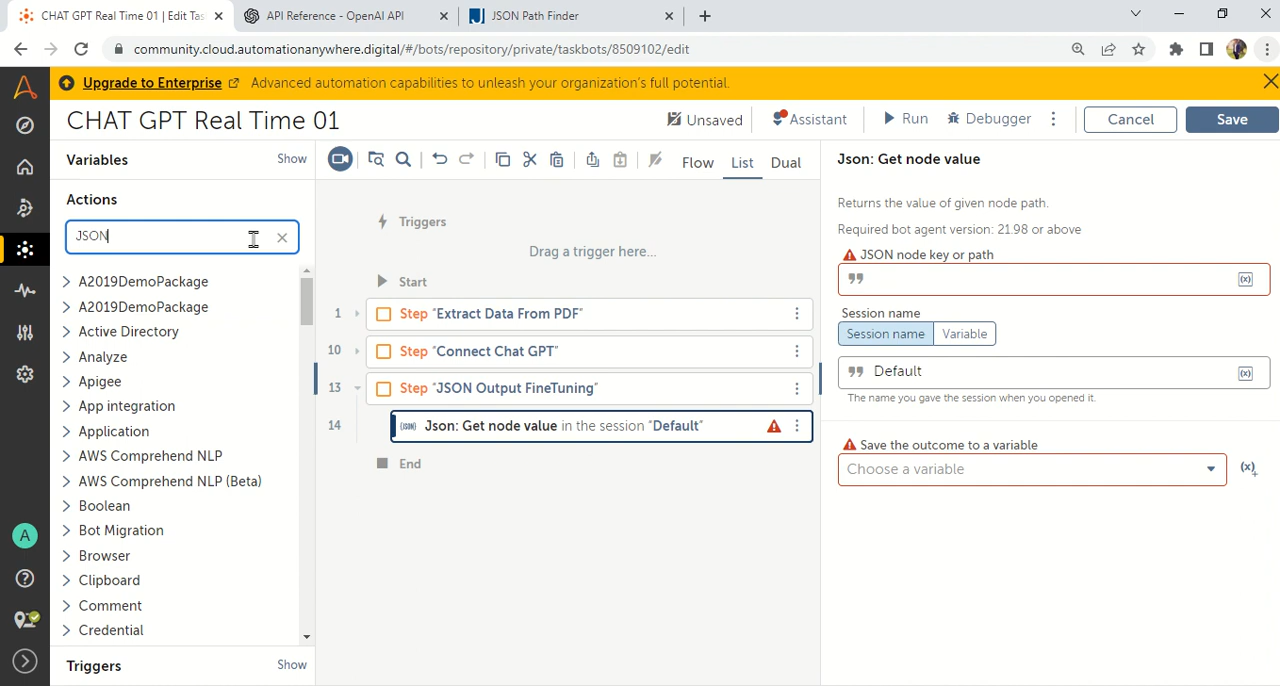 CHAT GPT Real Time 01 | Edit Tas
API Reference - OpenAI API
JSON Path Finder
community.cloud.automationanywhere.digital/#/bots/repository/private/taskbots/8509102/edit
Upgrade to Enterprise Advanced automation capabilities to unleash your organization's full potential.
CHAT GPT Real Time 01
Unsaved
Assistant
Run
Debugger
Cancel
Save
Variables
Show
Flow
List
Dual
Actions
JSON
A2019DemoPackage
A2019DemoPackage
Active Directory
Analyze
Apigee
App integration
Application
AWS Comprehend NLP
AWS Comprehend NLP (Beta)
Boolean
Bot Migration
Browser
Clipboard
Comment
Credential
Triggers
Show
A
Triggers
Drag a trigger here...
Start
1 Step "Extract Data From PDF"
10 Step "Connect Chat GPT"
13 Step "JSON Output FineTuning"
14 Json: Get node value in the session "Default"
End
Json: Get node value
Returns the value of given node path.
Required bot agent version: 21.98 or above
JSON node key or path
(x)
Session name
Session name
Variable
Default
(x)
The name you gave the session when you opened it.
Save the outcome to a variable
Choose a variable
(x)+